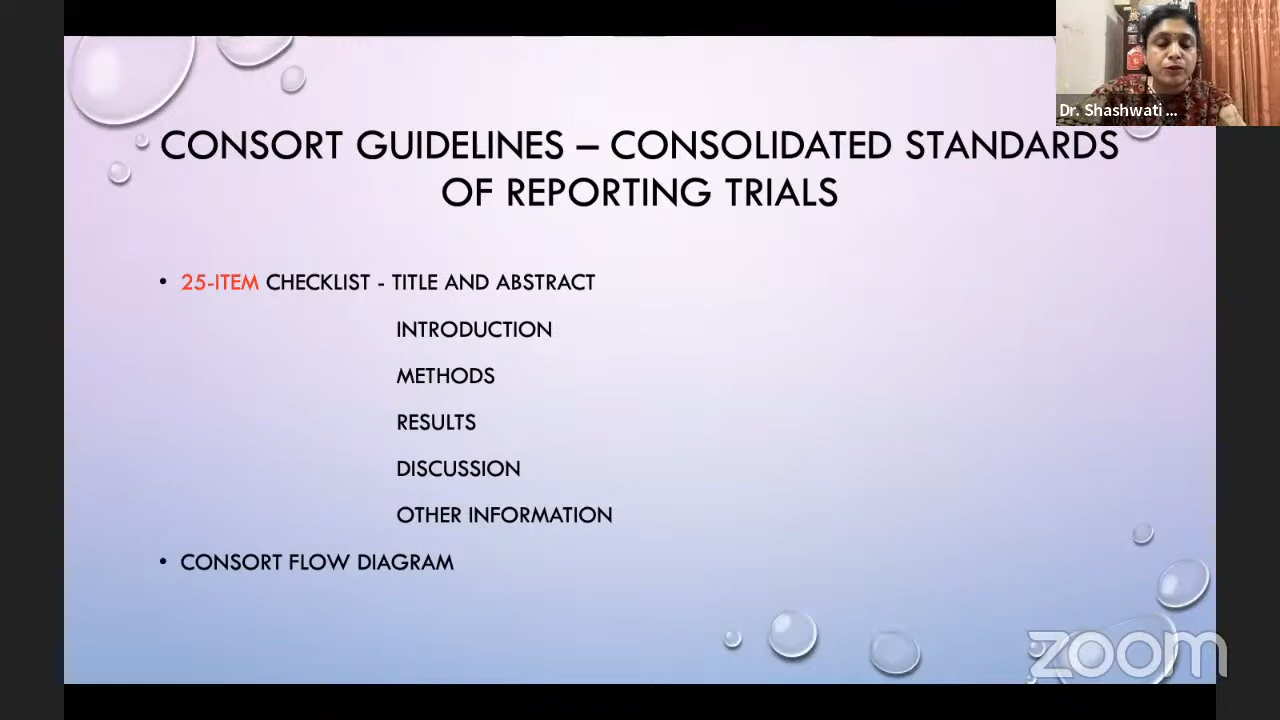 Dr. Shashwati ...
CONSORT GUIDELINES – CONSOLIDATED STANDARDS
OF REPORTING TRIALS
• 25-ITEM CHECKLIST - TITLE AND ABSTRACT
INTRODUCTION
METHODS
RESULTS
DISCUSSION
OTHER INFORMATION
• CONSORT FLOW DIAGRAM
zoom